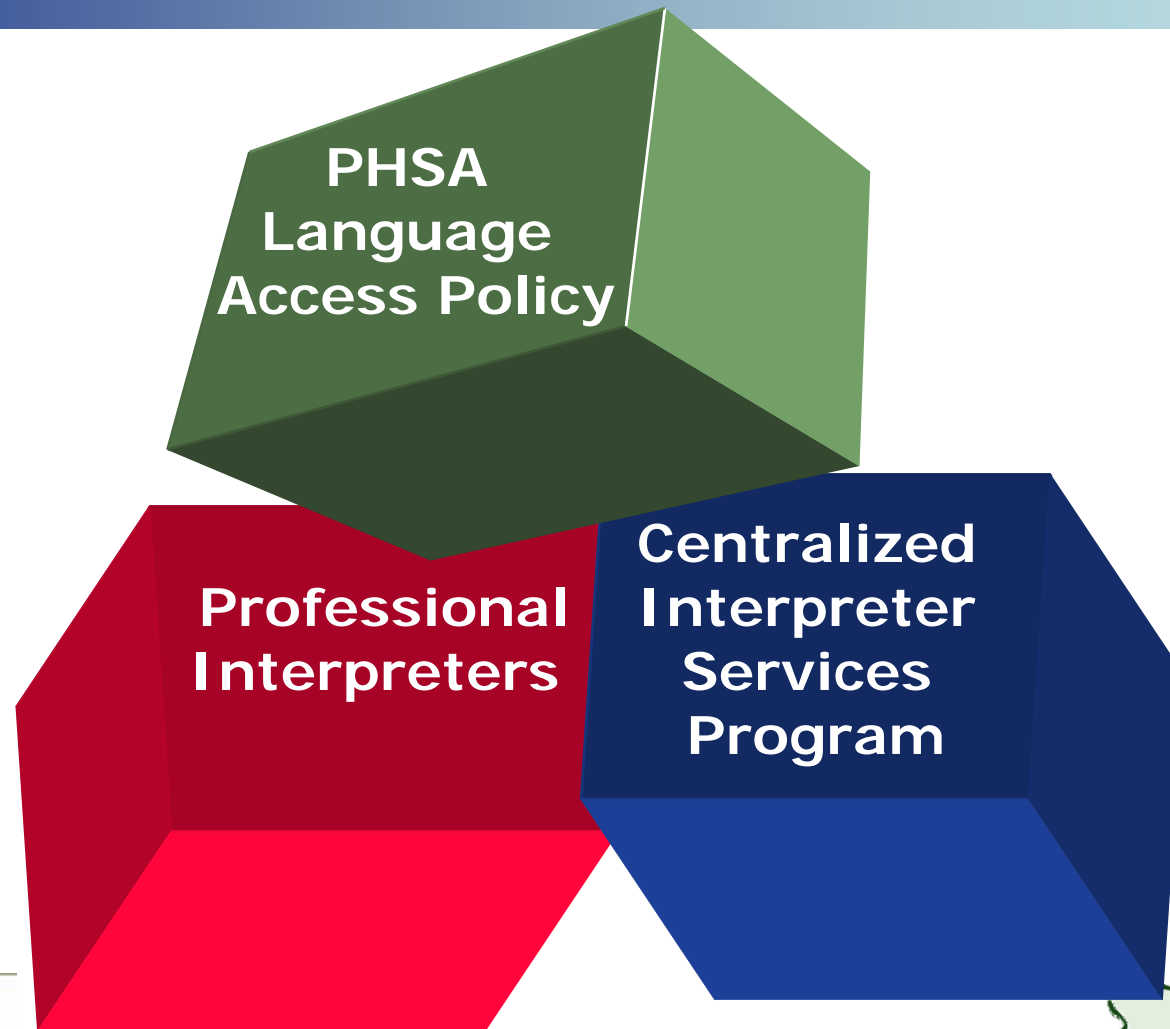 PHSA
Language
Access Policy
Professional
Interpreters
Centralized
Interpreter
Services
Program